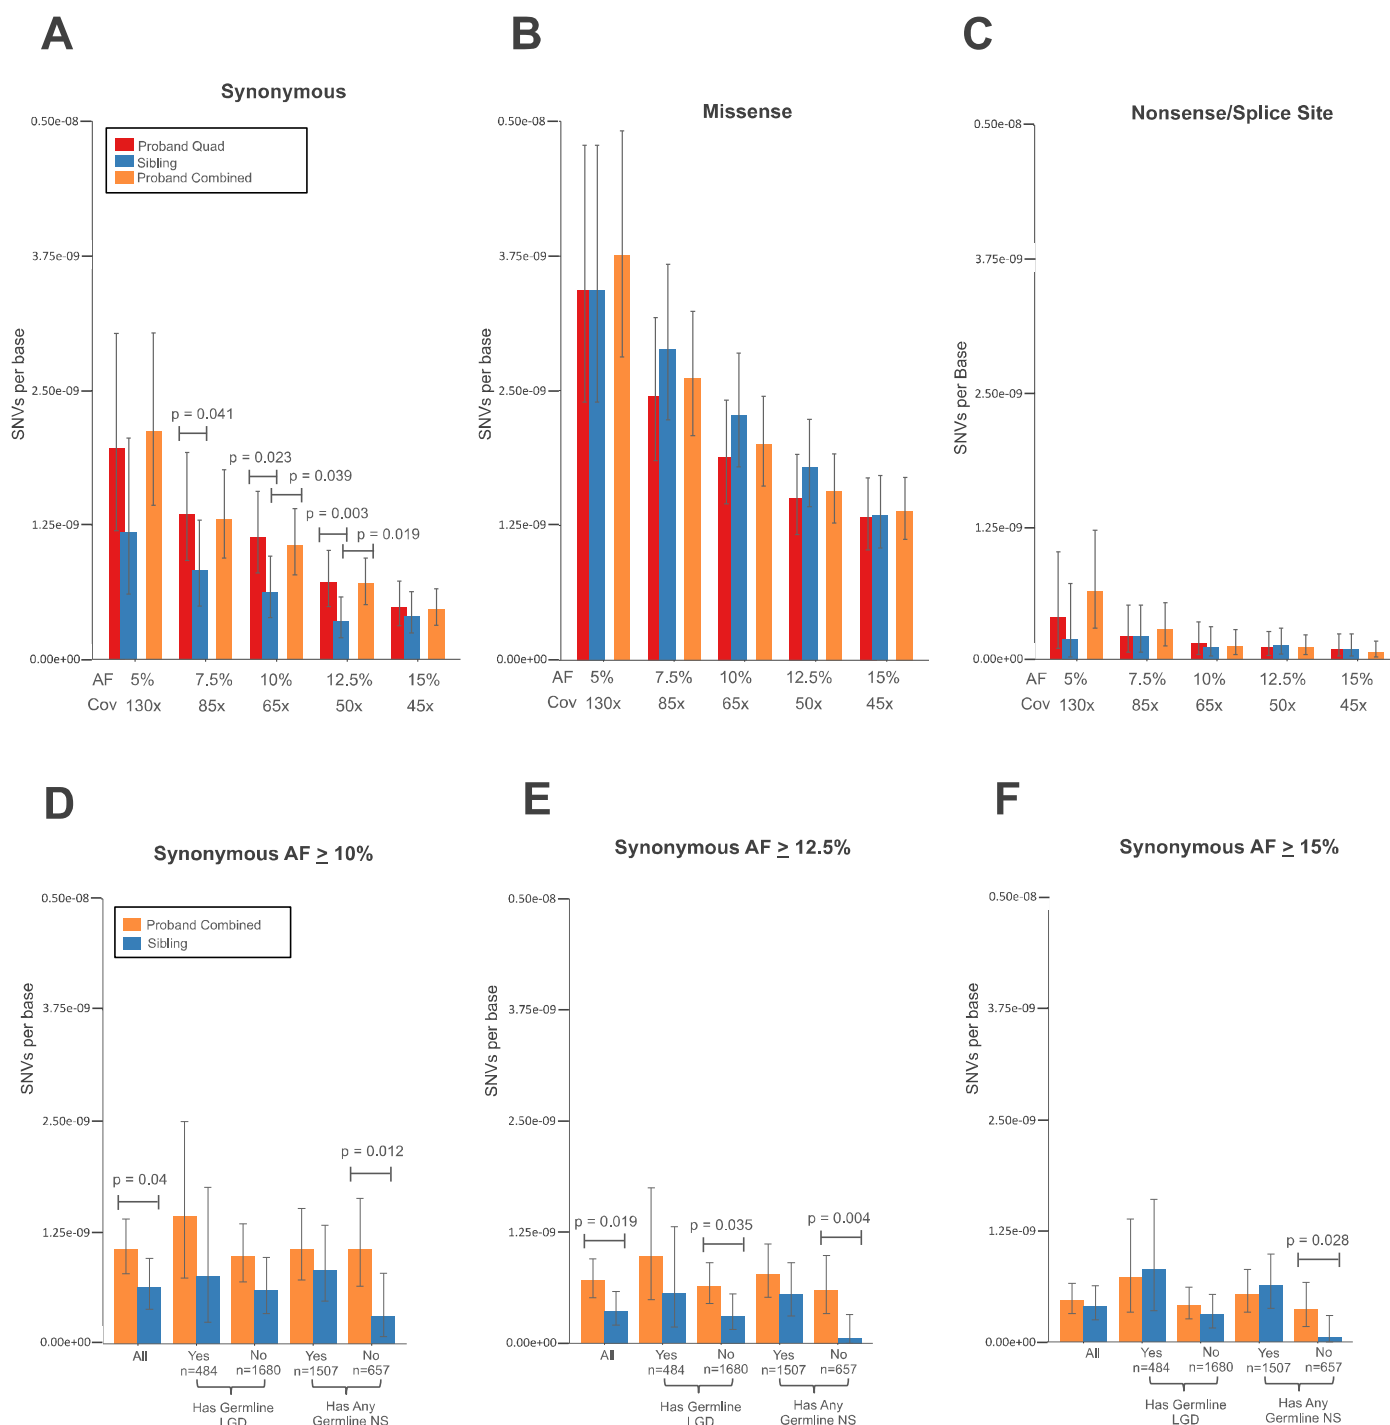 A
B
C
Synonymous
Missense
Nonsense/Splice Site
0.50e-08
3.75e-09
2.50e-09
1.25e-09
0.00e+00
SNVs per base
Proband Quad
Sibling
Proband Combined
p = 0.041
p = 0.023
p = 0.039
p = 0.003
p = 0.019
AF 5% 7.5% 10% 12.5% 15%
Cov 130x 85x 65x 50x 45x
0.50e-08
3.75e-09
2.50e-09
1.25e-09
0.00e+00
SNVs per base
AF 5% 7.5% 10% 12.5% 15%
Cov 130x 85x 65x 50x 45x
0.50e-08
3.75e-09
2.50e-09
1.25e-09
0.00e+00
SNVs per Base
AF 5% 7.5% 10% 12.5% 15%
Cov 130x 85x 65x 50x 45x
D
E
F
Synonymous AF ≥ 10%
Synonymous AF ≥ 12.5%
Synonymous AF ≥ 15%
0.50e-08
3.75e-09
2.50e-09
1.25e-09
0.00e+00
SNVs per base
Proband Combined
Sibling
p = 0.04
p = 0.012
All Yes No Yes No
n=484 n=1680 n=1507 n=657
Has Germline Has Any
LGD Germline NS
0.50e-08
3.75e-09
2.50e-09
1.25e-09
0.00e+00
SNVs per base
p = 0.019
p = 0.035
p = 0.004
All Yes No Yes No
n=484 n=1680 n=1507 n=657
Has Germline Has Any
LGD Germline NS
0.50e-08
3.75e-09
2.50e-09
1.25e-09
0.00e+00
SNVs per base
p = 0.028
All Yes No Yes No
n=484 n=1680 n=1507 n=657
Has Germline Has Any
LGD Germline NS